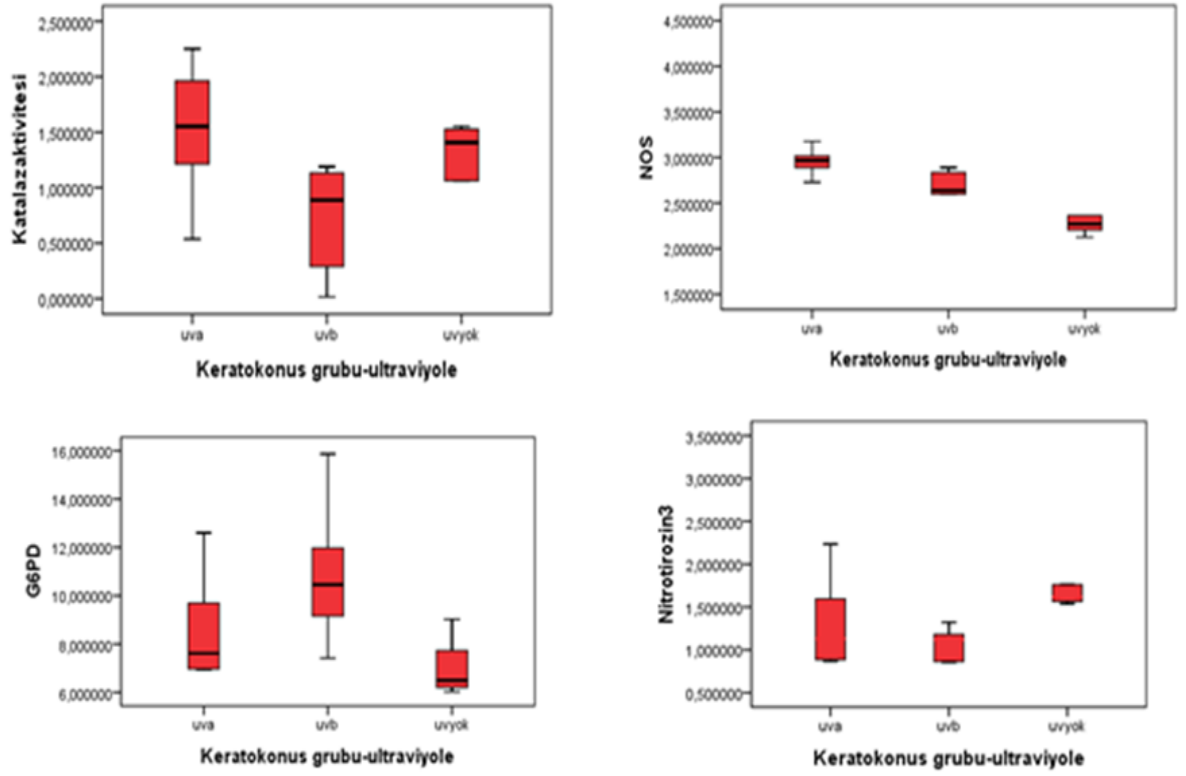 2,500000
2,000000
1,500000
1,000000
0,500000
0,000000
Katalazaktivitesi
uva uvb uvyok
Keratokonus grubu-ultraviyole
4,500000
4,000000
3,500000
3,000000
2,500000
2,000000
1,500000
NOS
uva uvb uvyok
Keratokonus grubu-ultraviyole
16,000000
14,000000
12,000000
10,000000
8,000000
6,000000
G6PD
uva uvb uvyok
Keratokonus grubu-ultraviyole
3,500000
3,000000
2,500000
2,000000
1,500000
1,000000
0,500000
Nitrotirozin3
uva uvb uvyok
Keratokonus grubu-ultraviyole